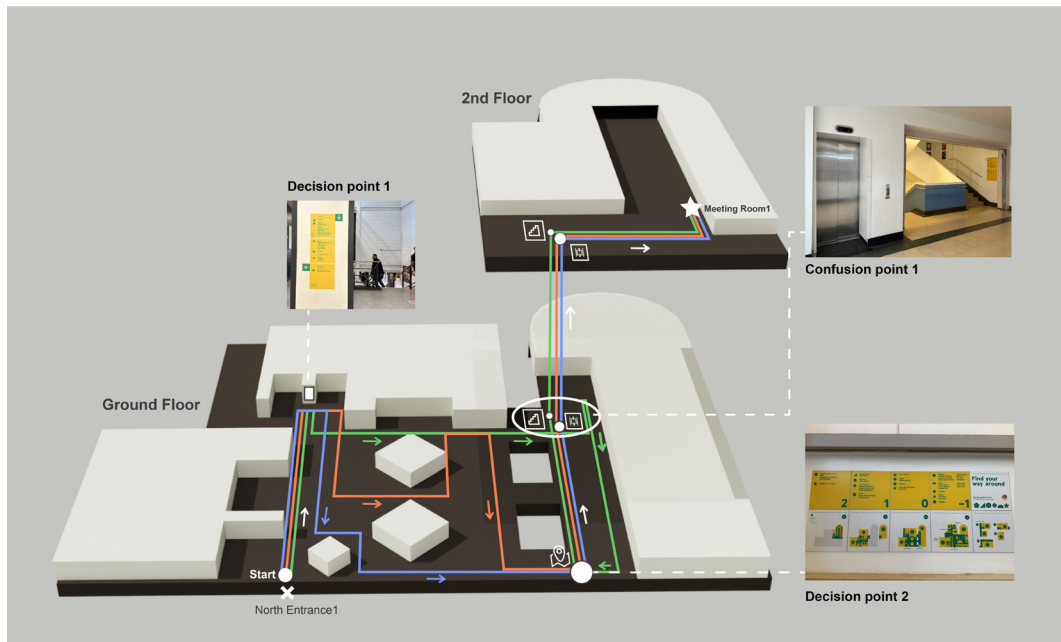 2nd Floor
Decision point 1
Meeting Room1
Confusion point 1
Ground Floor
Start
North Entrance1
2
1
0
-1
Find your
way around
Decision point 2